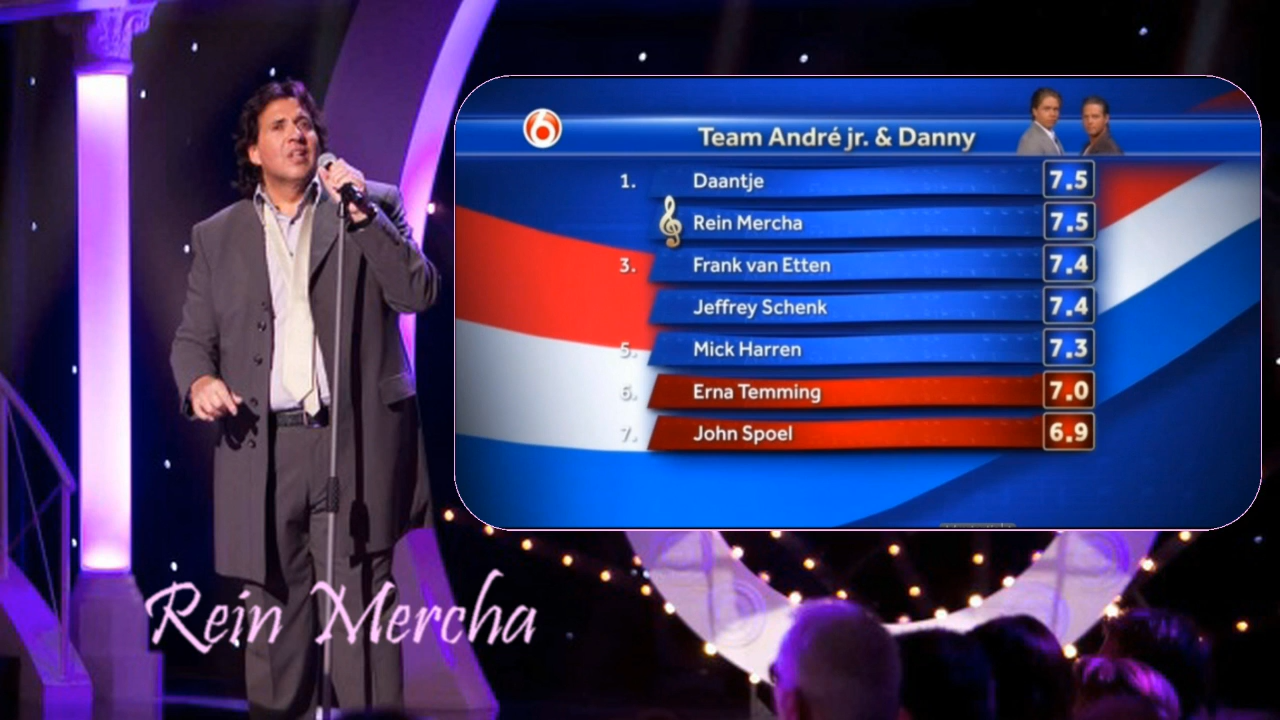 6
Team André jr. & Danny
1. Daantje 7.5
Rein Mercha 7.5
3. Frank van Etten 7.4
Jeffrey Schenk 7.4
5. Mick Harren 7.3
6. Erna Temming 7.0
7. John Spoel 6.9
Rein Mercha